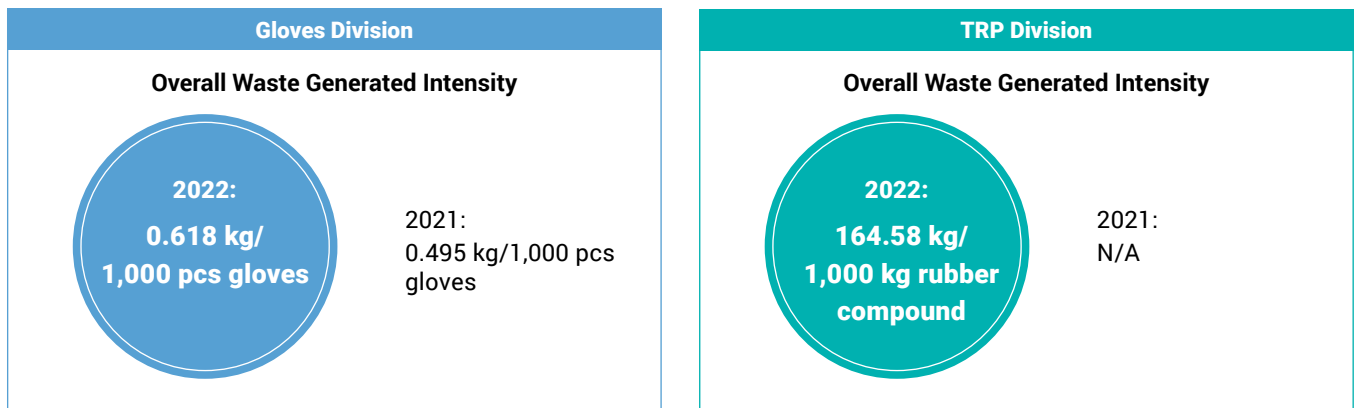 Gloves Division
Overall Waste Generated Intensity
2022:
0.618 kg/
1,000 pcs gloves
2021:
0.495 kg/1,000 pcs
gloves
TRP Division
Overall Waste Generated Intensity
2022:
164.58 kg/
1,000 kg rubber
compound
2021:
N/A